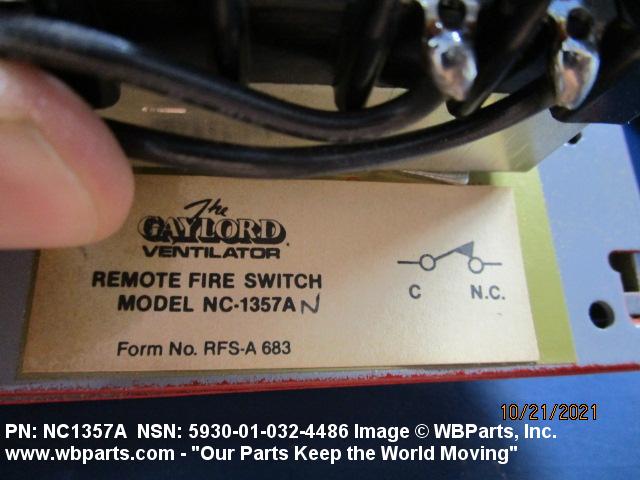 The
GAYLORD
VENTILATOR
REMOTE FIRE SWITCH
MODEL NC-1357A N
C N.C.
Form No. RFS-A 683
10/21/2021
PN: NC1357A NSN: 5930-01-032-4486 Image © WBParts, Inc.
www.wbparts.com - "Our Parts Keep the World Moving"